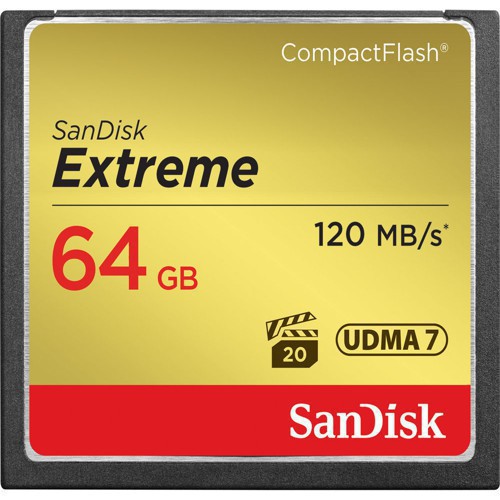 CompactFlash®
SanDisk
Extreme
120 MB/s*
64 GB
20
UDMA 7
SanDisk